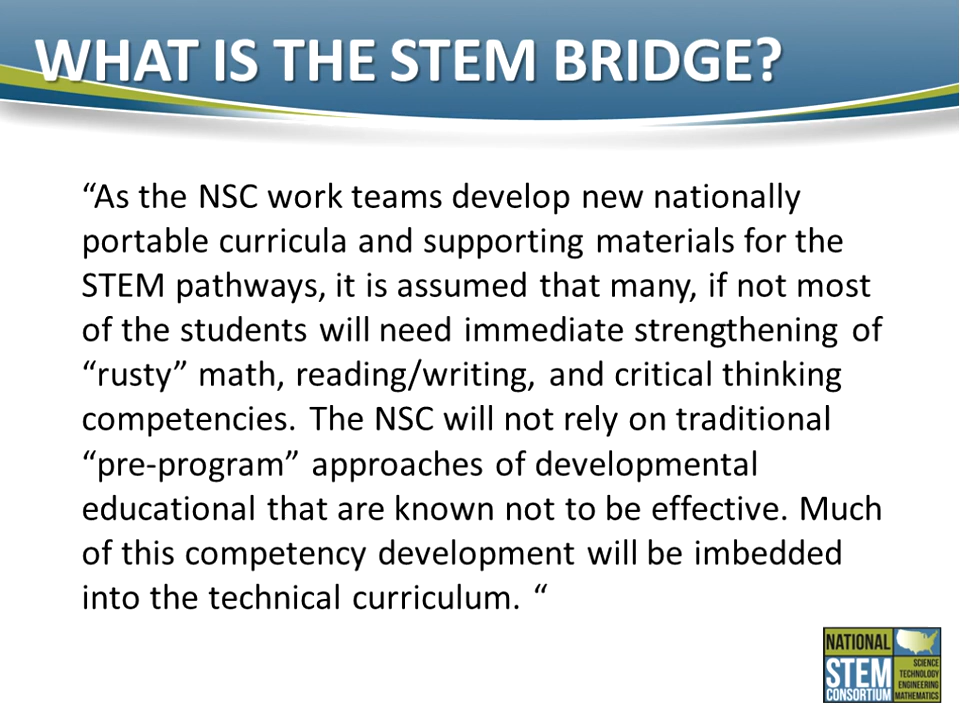 WHAT IS THE STEM BRIDGE?
“As the NSC work teams develop new nationally
portable curricula and supporting materials for the
STEM pathways, it is assumed that many, if not most
of the students will need immediate strengthening of
“rusty” math, reading/writing, and critical thinking
competencies. The NSC will not rely on traditional
“pre-program” approaches of developmental
educational that are known not to be effective. Much
of this competency development will be imbedded
into the technical curriculum. “
NATIONAL
STEM
CONSORTIUM
SCIENCE
TECHNOLOGY
ENGINEERING
MATHEMATICS